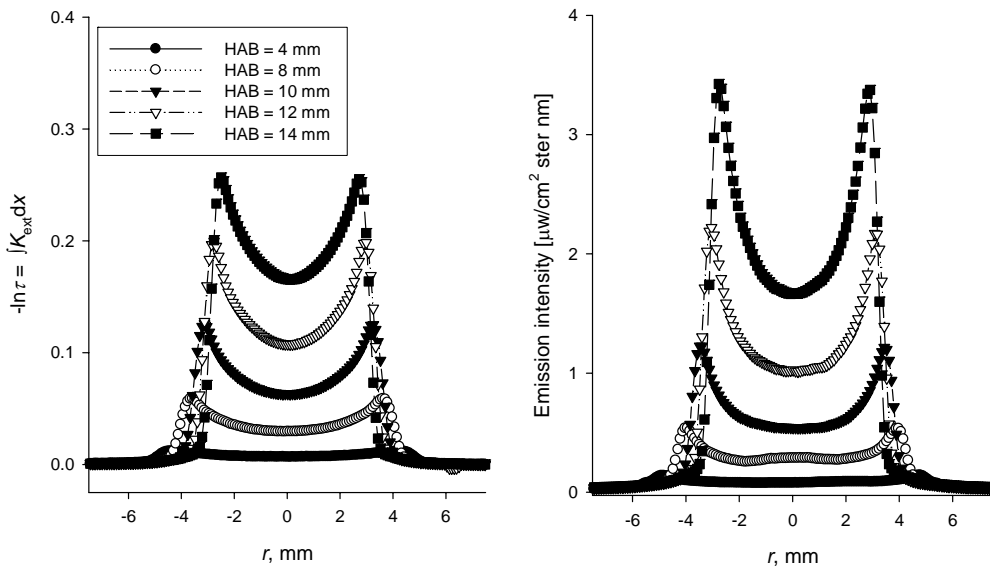 0.4
0.3
0.2
0.1
0.0
-ln τ = ∫K_ext dx
HAB = 4 mm
HAB = 8 mm
HAB = 10 mm
HAB = 12 mm
HAB = 14 mm
-6 -4 -2 0 2 4 6
r, mm
4
3
2
1
0
Emission intensity [μw/cm² ster nm]
-6 -4 -2 0 2 4 6
r, mm